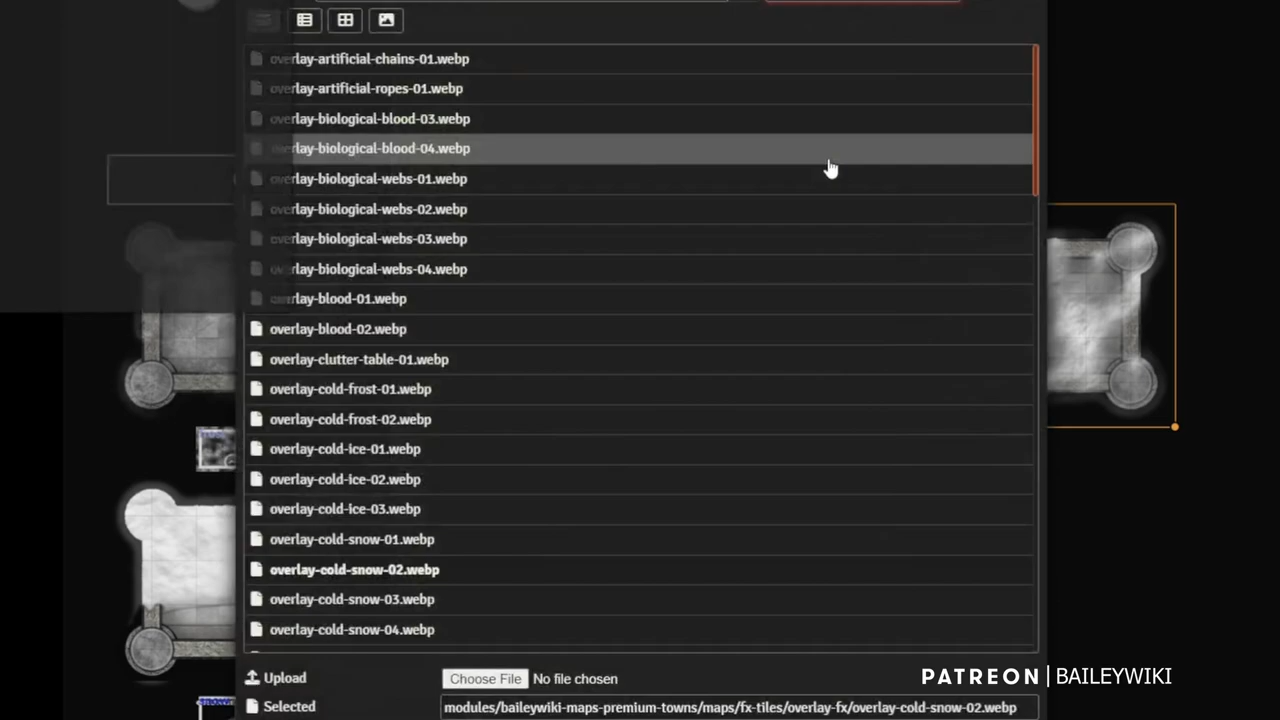 overlay-artificial-chains-01.webp
overlay-artificial-ropes-01.webp
overlay-biological-blood-03.webp
overlay-biological-blood-04.webp
overlay-biological-webs-01.webp
overlay-biological-webs-02.webp
overlay-biological-webs-03.webp
overlay-biological-webs-04.webp
overlay-blood-01.webp
overlay-blood-02.webp
overlay-clutter-table-01.webp
overlay-cold-frost-01.webp
overlay-cold-frost-02.webp
overlay-cold-ice-01.webp
overlay-cold-ice-02.webp
overlay-cold-ice-03.webp
overlay-cold-snow-01.webp
overlay-cold-snow-02.webp
overlay-cold-snow-03.webp
overlay-cold-snow-04.webp
Upload Choose File No file chosen
PATREON | BAILEYWIKI
Selected modules/baileywiki-maps-premium-towns/maps/fx-tiles/overlay-fx/overlay-cold-snow-02.webp